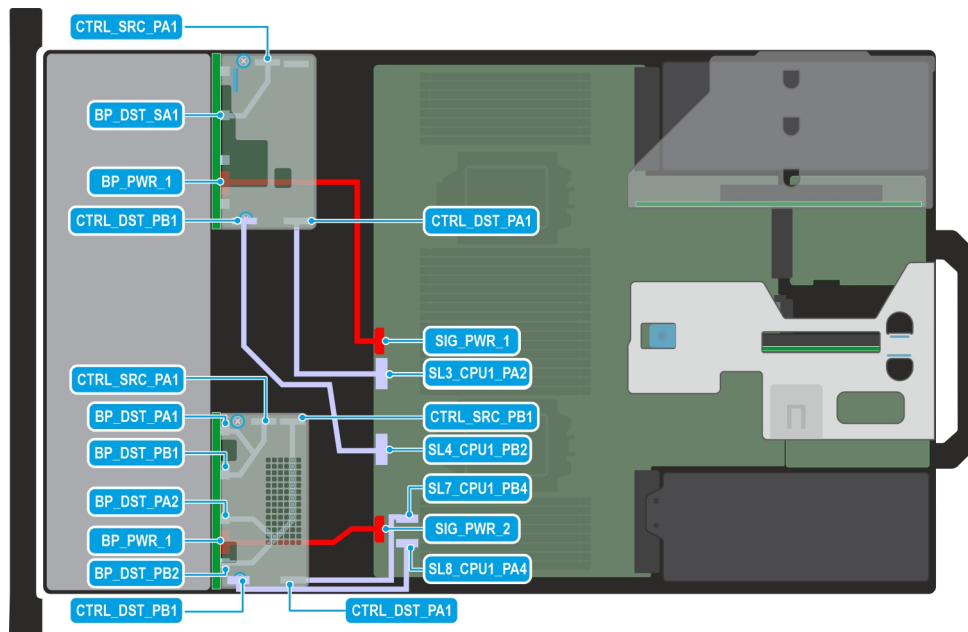 CTRL_SRC_PA1
BP_DST_SA1
BP_PWR_1
CTRL_DST_PB1
CTRL_DST_PA1
SIG_PWR_1
SL3_CPU1_PA2
CTRL_SRC_PA1
BP_DST_PA1
CTRL_SRC_PB1
BP_DST_PB1
SL4_CPU1_PB2
SL7_CPU1_PB4
BP_DST_PA2
SIG_PWR_2
BP_PWR_1
BP_DST_PB2
SL8_CPU1_PA4
CTRL_DST_PB1
CTRL_DST_PA1